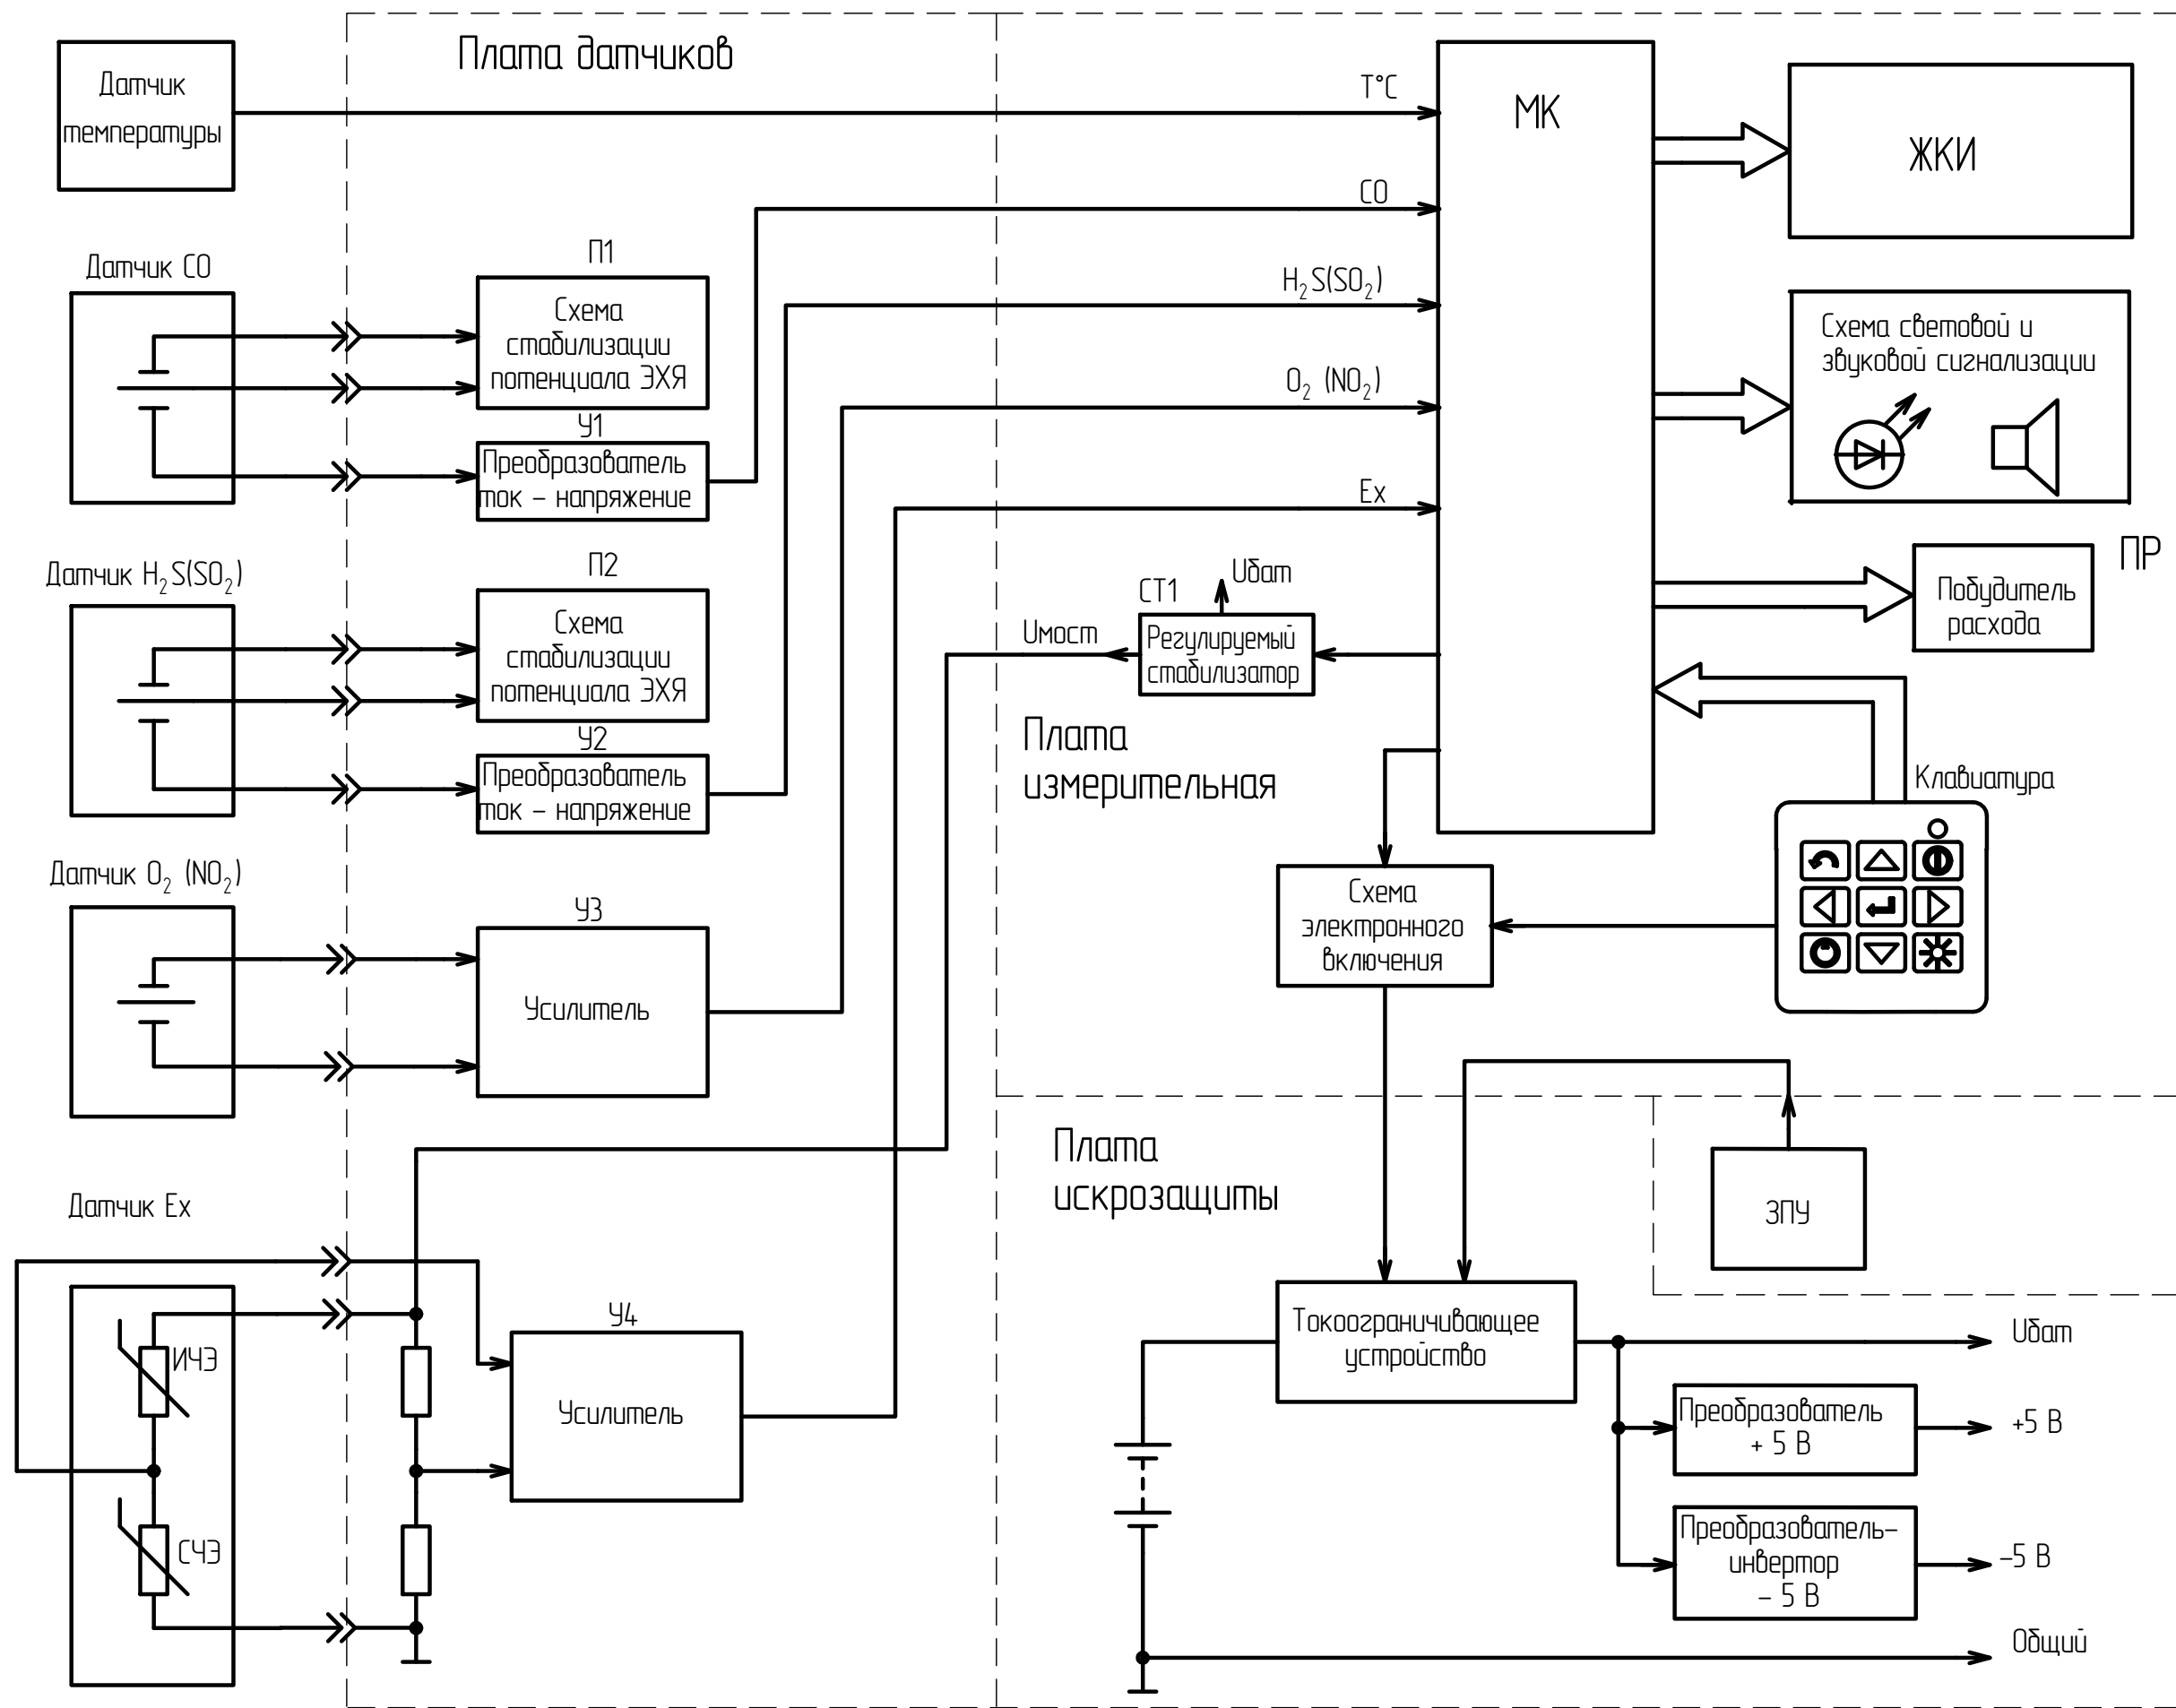 Плата датчиков
Датчик
температуры
Т°С
МК
ЖКИ
СО
Датчик СО
П1
Схема
стабилизации
потенциала ЭХЯ
У1
Преобразователь
ток – напряжение
H₂S(SO₂)
Схема световой и
звуковой сигнализации
O₂ (NO₂)
Ex
Датчик H₂S(SO₂)
П2
Схема
стабилизации
потенциала ЭХЯ
У2
Преобразователь
ток – напряжение
Uбат
СТ1
Uмост
Регулируемый
стабилизатор
ПР
Побудитель
расхода
Плата
измерительная
Клавиатура
Датчик O₂ (NO₂)
У3
Усилитель
Схема
электронного
включения
Плата
искрозащиты
ЗПУ
Датчик Ex
ИЧЭ
СЧЭ
У4
Усилитель
Токоограничивающее
устройство
Uбат
Преобразователь
+ 5 В
+5 В
Преобразователь–
инвертор
– 5 В
–5 В
Общий